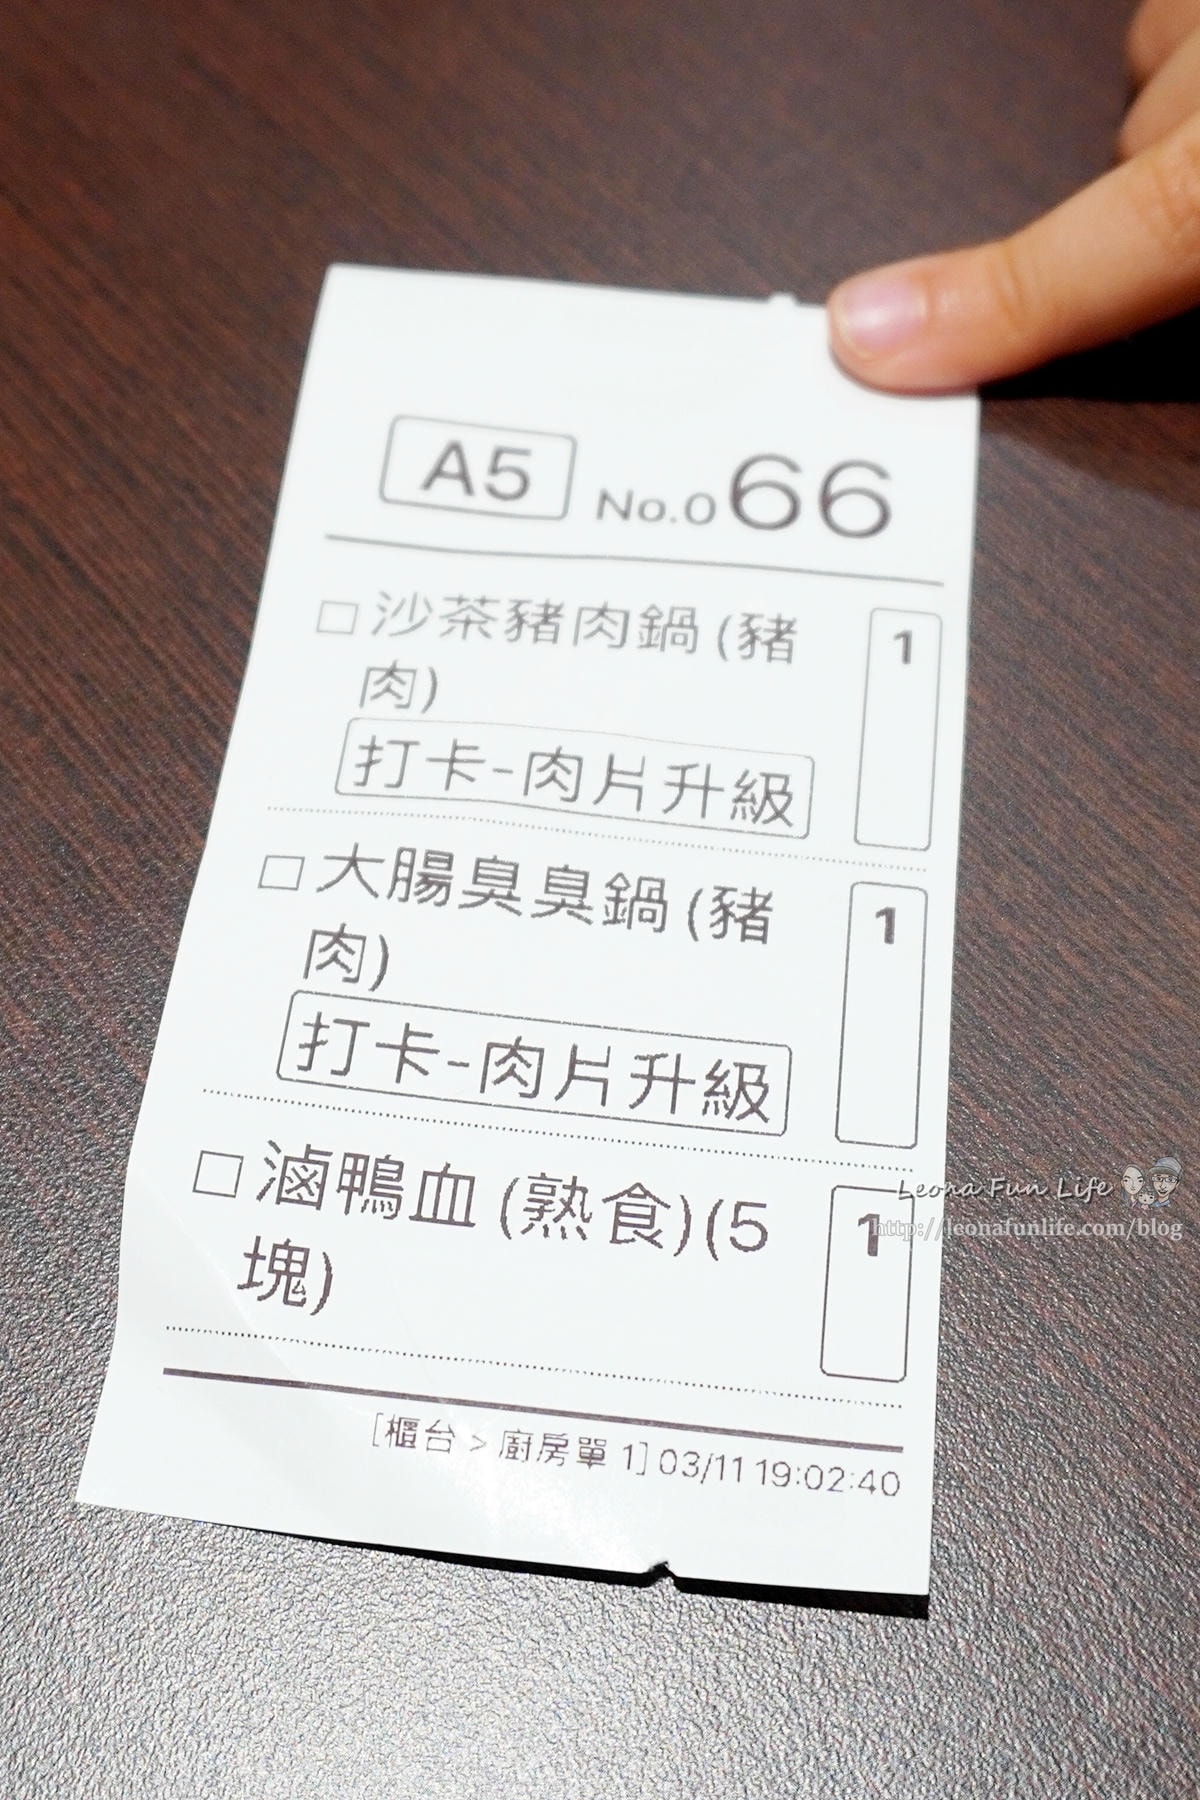 A5 No.066
□沙茶豬肉鍋(豬 1
肉)
打卡-肉片升級
□大腸臭臭鍋(豬 1
肉)
打卡-肉片升級
□滷鴨血(熟食)(5 1
塊)
[櫃台 > 廚房單 1] 03/11 19:02:40
Leona Fun Life
http://leonafunlife.com/blog